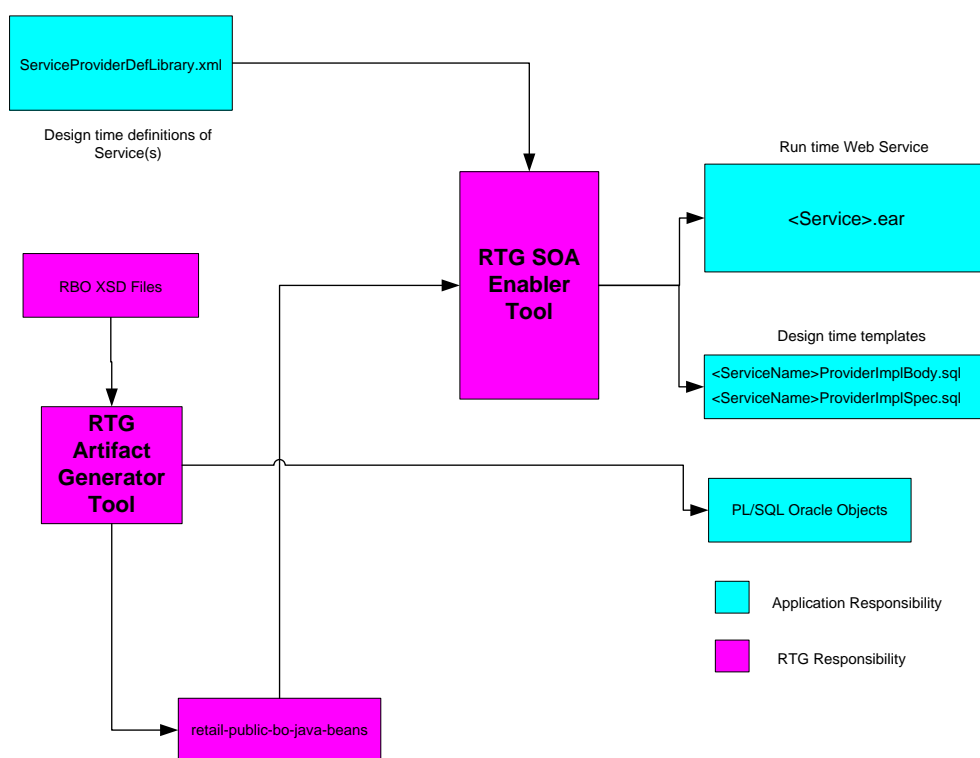 ServiceProviderDefLibrary.xml
Design time definitions of
Service(s)
Run time Web Service
<Service>.ear
RTG SOA
Enabler
Tool
RBO XSD Files
Design time templates
<ServiceName>ProviderImplBody.sql
<ServiceName>ProviderImplSpec.sql
RTG
Artifact
Generator
Tool
PL/SQL Oracle Objects
Application Responsibility
RTG Responsibility
retail-public-bo-java-beans